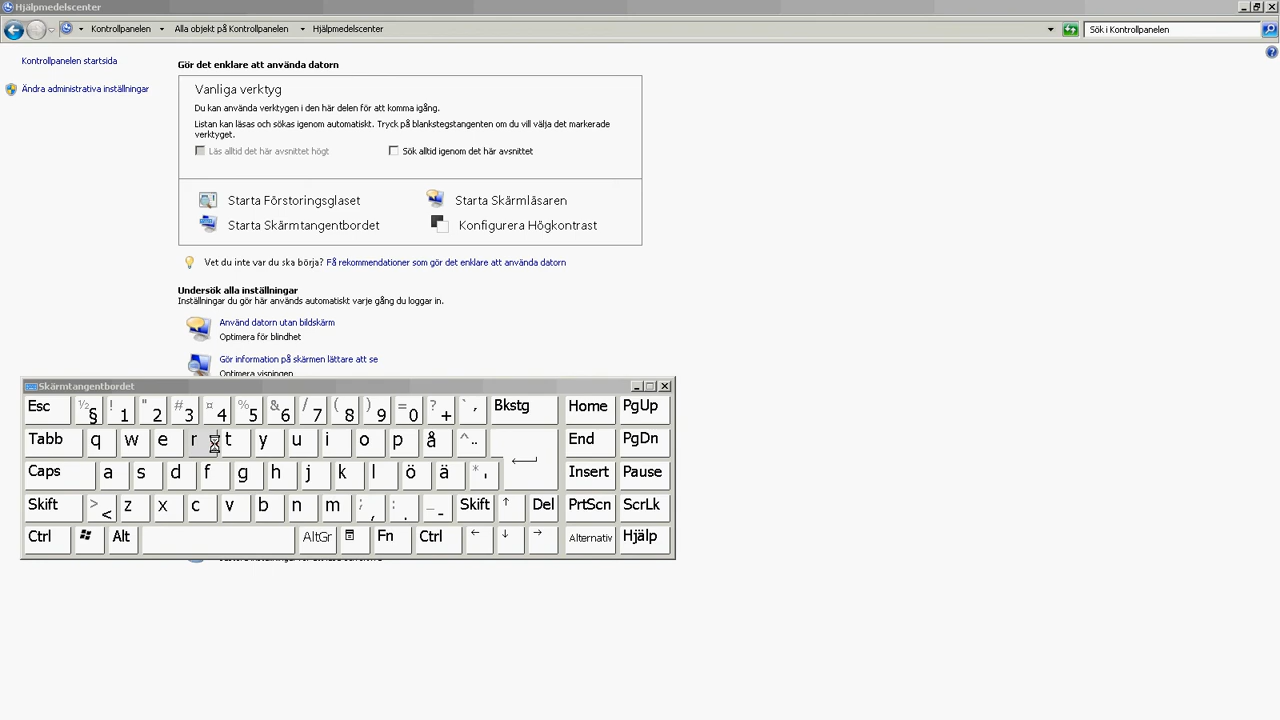 Hjälpmedelscenter
Kontrollpanelen Alla objekt på Kontrollpanelen Hjälpmedelscenter Sök i Kontrollpanelen
Kontrollpanelen startsida
Ändra administrativa inställningar
Gör det enklare att använda datorn
Vanliga verktyg
Du kan använda verktygen i den här delen för att komma igång.
Listan kan läsas och sökas igenom automatiskt. Tryck på blankstegstangenten om du vill välja det markerade
verktyget.
Läs alltid det här avsnittet högt Sök alltid igenom det här avsnittet
Starta Förstoringsglaset Starta Skärmläsaren
Starta Skärmtangentbordet Konfigurera Högkontrast
Vet du inte var du ska börja? Få rekommendationer som gör det enklare att använda datorn
Undersök alla inställningar
Inställningar du gör här används automatiskt varje gång du loggar in.
Använd datorn utan bildskärm
Optimera för blindhet
Gör information på skärmen lättare att se
Optimera visningen
Skärmtangentbordet
Esc ½ § ! 1 " 2 # 3 ¤ 4 % 5 & 6 / 7 ( 8 ) 9 = 0 ? + ` ´ Bkstg Home PgUp
Tabb q w e r t y u i o p å ^ ¨ End PgDn
Caps a s d f g h j k l ö ä * ' Insert Pause
Skift > < z x c v b n m ; , : . _ - Skift ↑ Del PrtScn ScrLk
Ctrl Alt AltGr Fn Ctrl ← ↓ → Alternativ Hjälp